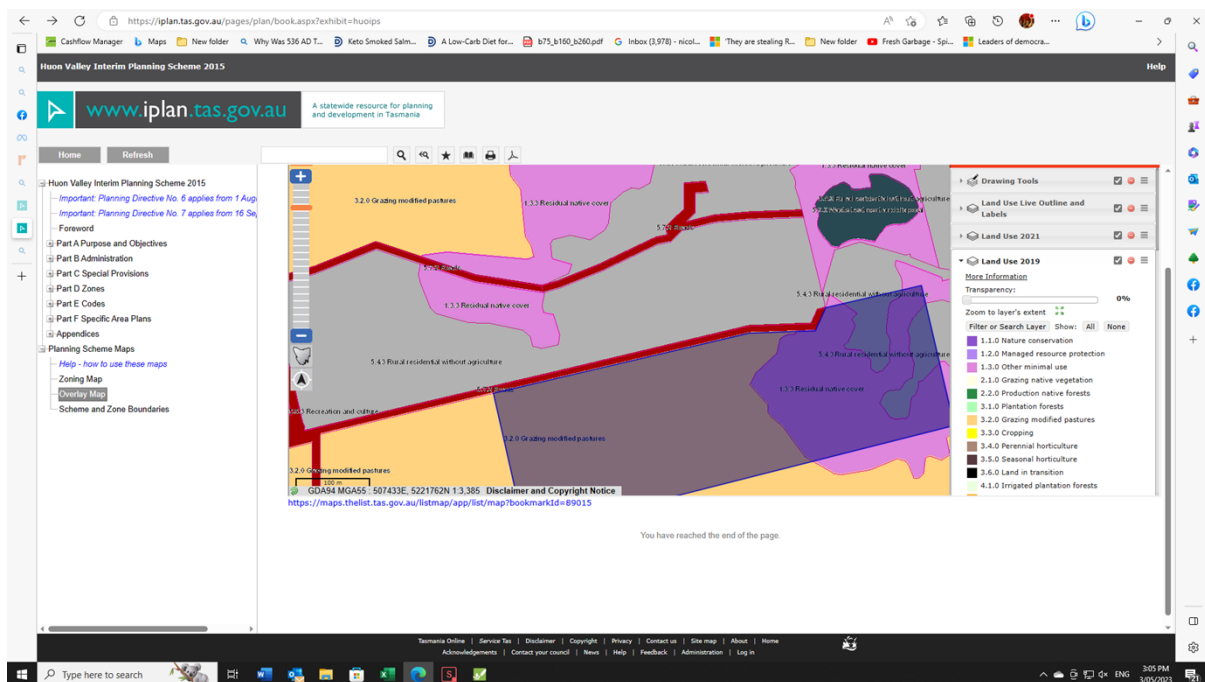 https://iplan.tas.gov.au/pages/plan/book.aspx?exhibit=huoips
Cashflow Manager
Maps
New folder
Why Was 536 AD T...
Keto Smoked Salm...
A Low-Carb Diet for...
b75_b160_b260.pdf
Inbox (3,978) - nicol...
'They are stealing R...
New folder
Fresh Garbage - Spi...
Leaders of democra...
Huon Valley Interim Planning Scheme 2015
Help
www.iplan.tas.gov.au
A statewide resource for planning
and development in Tasmania
Home
Refresh
Huon Valley Interim Planning Scheme 2015
Important: Planning Directive No. 6 applies from 1 Aug
Important: Planning Directive No. 7 applies from 16 Se
Foreword
Part A Purpose and Objectives
Part B Administration
Part C Special Provisions
Part D Zones
Part E Codes
Part F Specific Area Plans
Appendices
Planning Scheme Maps
Help - how to use these maps
Zoning Map
Overlay Map
Scheme and Zone Boundaries
3.2.0 Grazing modified pastures
1.3.3 Residual native cover
1.3.3 Residual native cover
1.3.3 Residual native cover
5.4.3 Rural residential without agriculture
5.4.3 Rural residential without agriculture
5.4.3 Rural residential without agriculture
1.3.3 Residual native cover
Recreation and culture
3.2.0 Grazing modified pastures
3.2.0 Grazing modified pastures
100 m
GDA94 MGA55 : 507433E, 5221762N 1:3,385 Disclaimer and Copyright Notice
https://maps.thelist.tas.gov.au/listmap/app/list/map?bookmarkId=89015
Drawing Tools
Land Use Live Outline and
Labels
Land Use 2021
Land Use 2019
More Information
Transparency:
0%
Zoom to layer's extent
Filter or Search Layer Show: All None
1.1.0 Nature conservation
1.2.0 Managed resource protection
1.3.0 Other minimal use
2.1.0 Grazing native vegetation
2.2.0 Production native forests
3.1.0 Plantation forests
3.2.0 Grazing modified pastures
3.3.0 Cropping
3.4.0 Perennial horticulture
3.5.0 Seasonal horticulture
3.6.0 Land in transition
4.1.0 Irrigated plantation forests
You have reached the end of the page.
Tasmania Online | Service Tas | Disclaimer | Copyright | Privacy | Contact us | Site map | About | Home
Acknowledgements | Contact your council | News | Help | Feedback | Administration | Log in
Type here to search
ENG
3:05 PM
3/05/2023